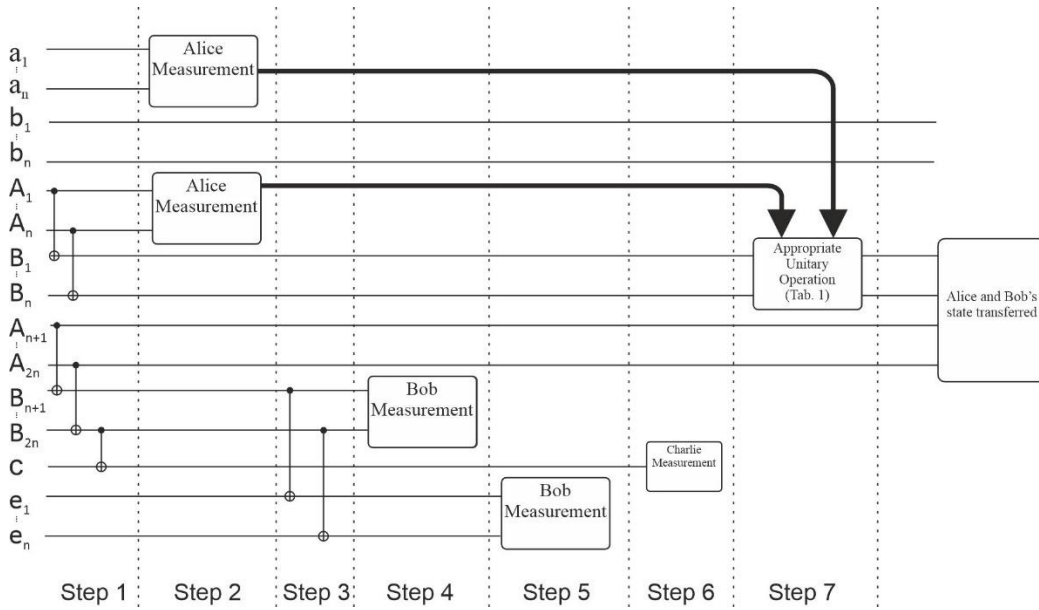 a1
an
b1
bn
A1
An
B1
Bn
An+1
A2n
Bn+1
B2n
c
e1
en
Alice
Measurement
Alice
Measurement
Bob
Measurement
Bob
Measurement
Charlie
Measurement
Appropriate
Unitary
Operation
(Tab. 1)
Alice and Bob's
state transferred
Step 1
Step 2
Step 3
Step 4
Step 5
Step 6
Step 7